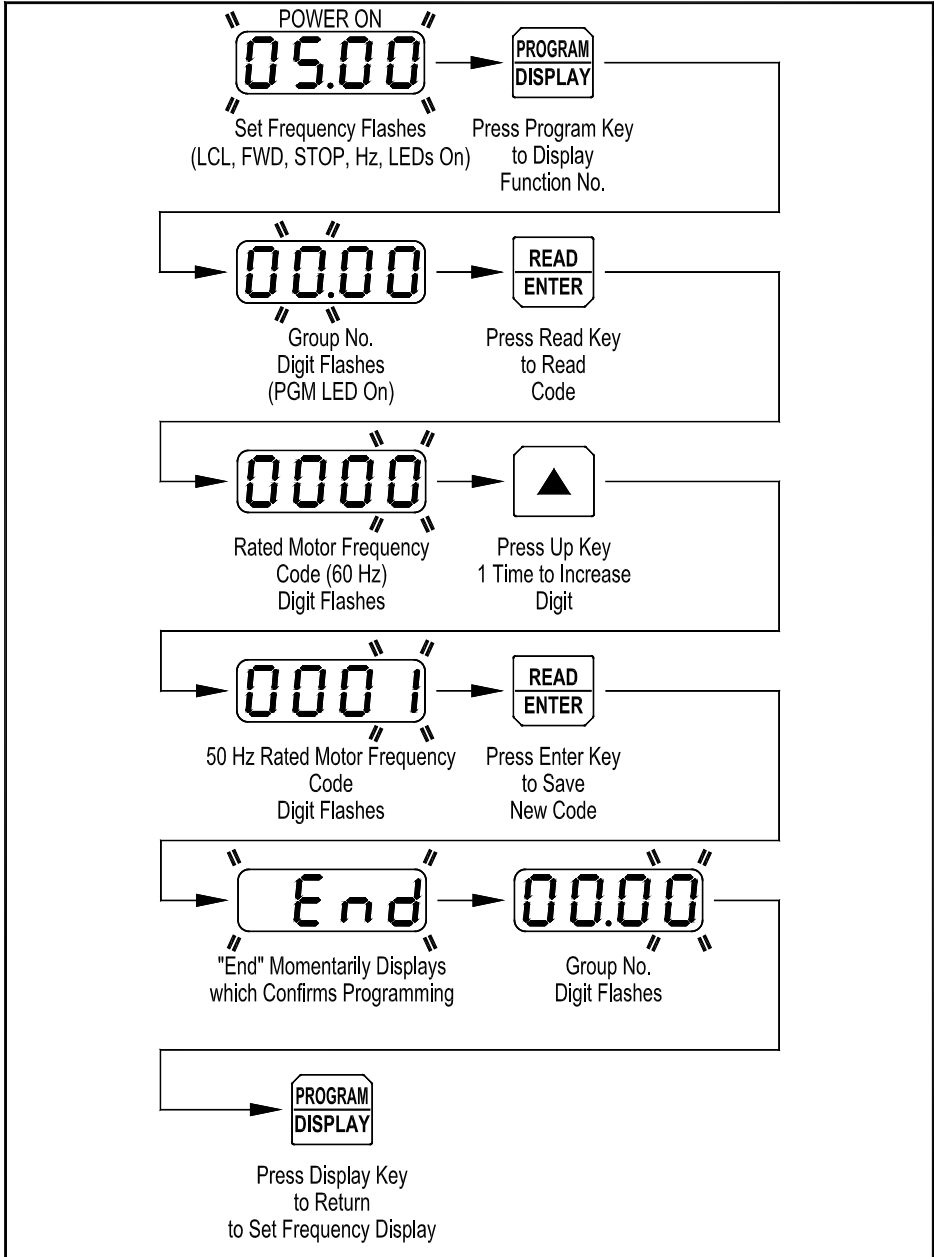 POWER ON
05.00
PROGRAM
DISPLAY
Set Frequency Flashes
(LCL, FWD, STOP, Hz, LEDs On)
Press Program Key
to Display
Function No.
00.00
READ
ENTER
Group No.
Digit Flashes
(PGM LED On)
Press Read Key
to Read
Code
0000
Rated Motor Frequency
Code (60 Hz)
Digit Flashes
Press Up Key
1 Time to Increase
Digit
0001
READ
ENTER
50 Hz Rated Motor Frequency
Code
Digit Flashes
Press Enter Key
to Save
New Code
End
00.00
"End" Momentarily Displays
which Confirms Programming
Group No.
Digit Flashes
PROGRAM
DISPLAY
Press Display Key
to Return
to Set Frequency Display